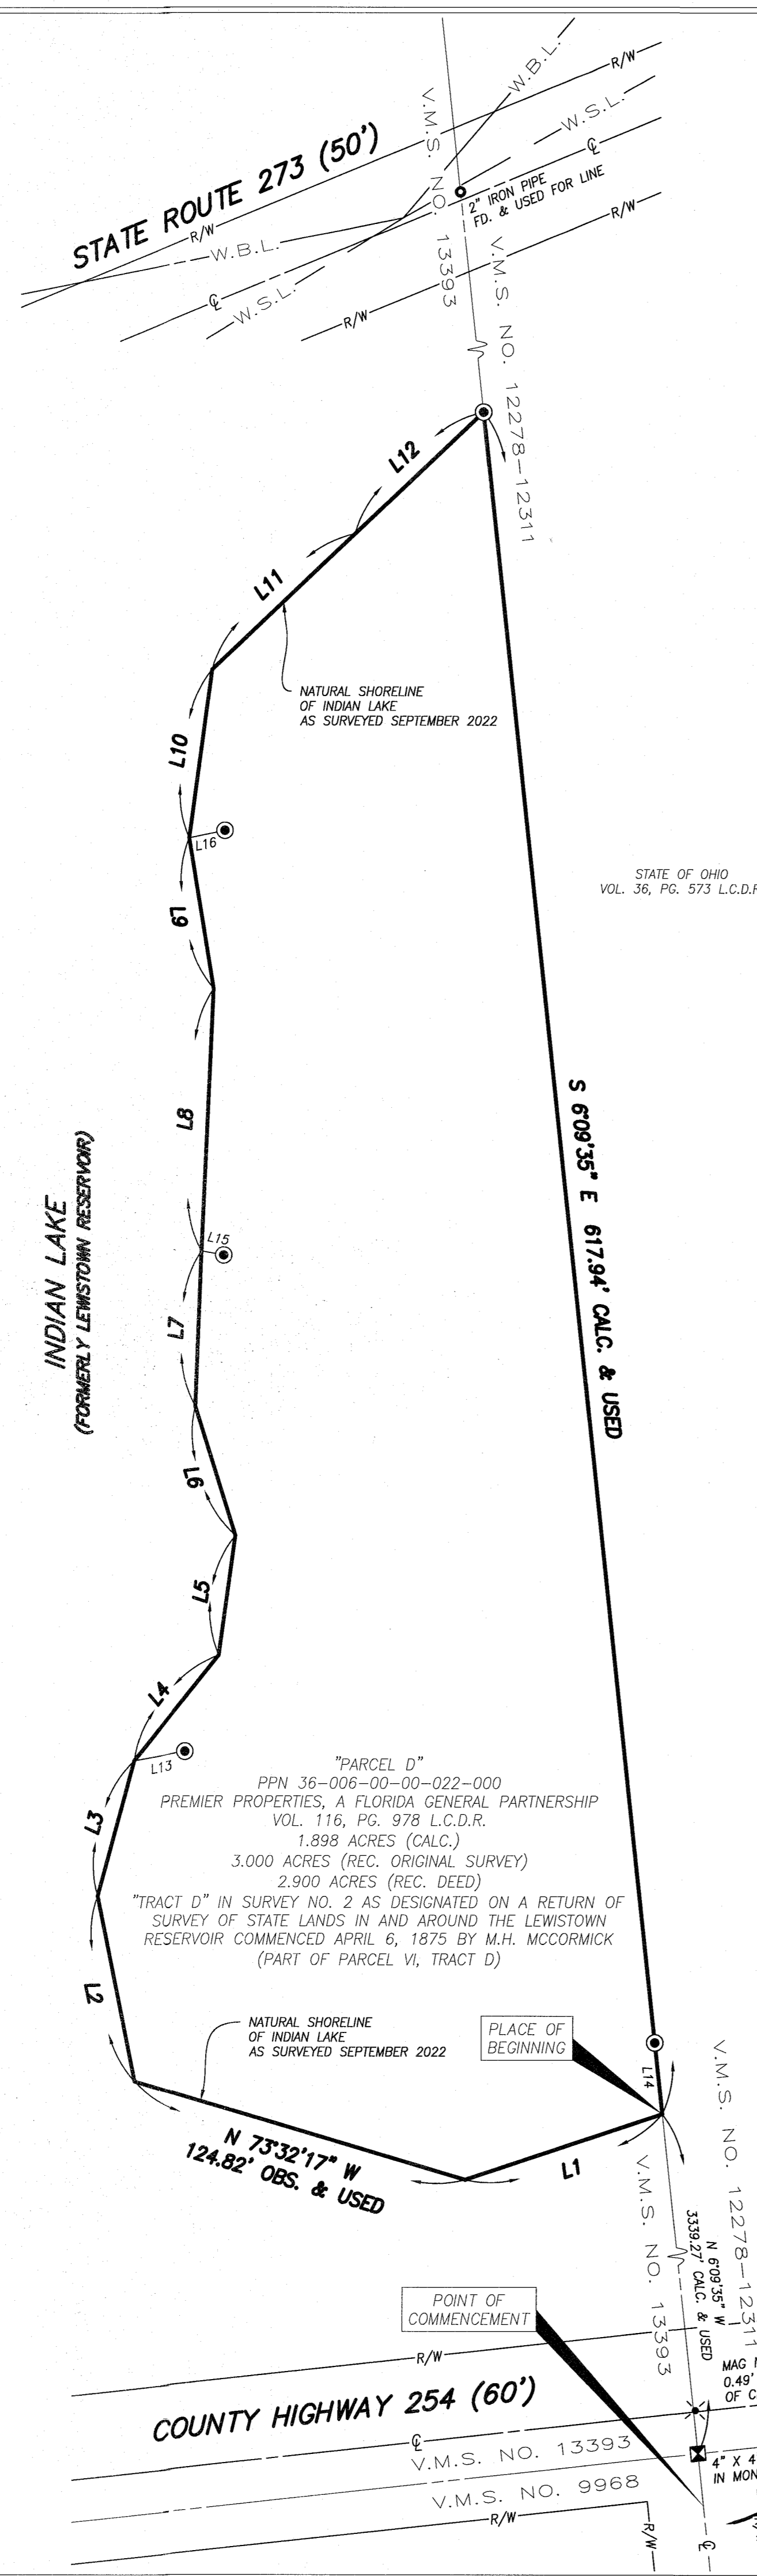 W.B.L.
R/W
V.M.S. NO. 13393
W.S.L.
STATE ROUTE 273 (50')
℄
2" IRON PIPE
FD. & USED FOR LINE
R/W
W.B.L.
R/W
V.M.S. NO. 12278-12311
℄
W.S.L.
R/W
L12
L11
NATURAL SHORELINE
OF INDIAN LAKE
AS SURVEYED SEPTEMBER 2022
L10
L16
STATE OF OHIO
VOL. 36, PG. 573 L.C.D.R
L9
L8
S 6°09'35" E 617.94' CALC. & USED
INDIAN LAKE
(FORMERLY LEWISTOWN RESERVOIR)
L15
L7
L6
L5
L4
L13
"PARCEL D"
PPN 36-006-00-00-022-000
PREMIER PROPERTIES, A FLORIDA GENERAL PARTNERSHIP
VOL. 116, PG. 978 L.C.D.R.
1.898 ACRES (CALC.)
3.000 ACRES (REC. ORIGINAL SURVEY)
2.900 ACRES (REC. DEED)
"TRACT D" IN SURVEY NO. 2 AS DESIGNATED ON A RETURN OF
SURVEY OF STATE LANDS IN AND AROUND THE LEWISTOWN
RESERVOIR COMMENCED APRIL 6, 1875 BY M.H. MCCORMICK
(PART OF PARCEL VI, TRACT D)
L3
L2
NATURAL SHORELINE
OF INDIAN LAKE
AS SURVEYED SEPTEMBER 2022
PLACE OF
BEGINNING
L14
N 73°32'17" W
124.82' OBS. & USED
L1
V.M.S. NO. 13393
V.M.S. NO. 12278-12311
N 6°09'35" W
3339.27' CALC. & USED
POINT OF
COMMENCEMENT
R/W
MAG
0.49'
OF C
COUNTY HIGHWAY 254 (60')
℄
V.M.S. NO. 13393
4" X 4
IN MON
V.M.S. NO. 9968
R/W
R/W
℄